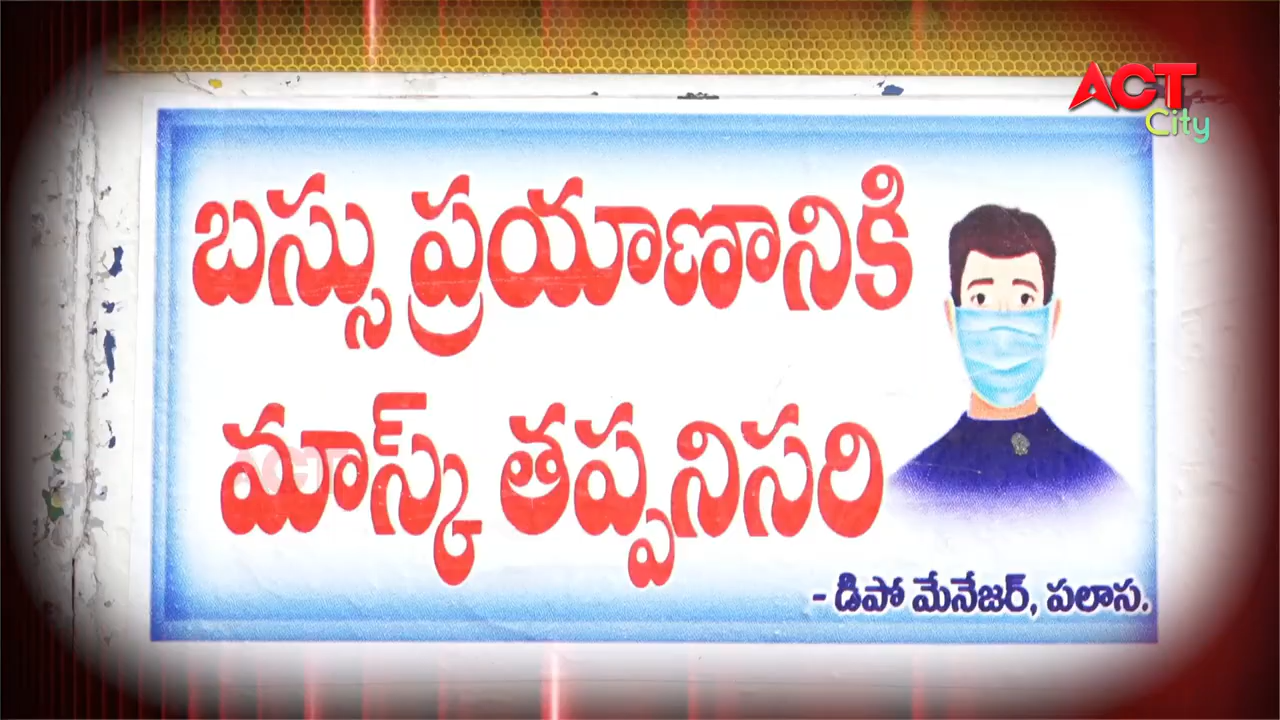 ACT
City
బస్సు ప్రయాణానికి
మాస్క్ తప్పనిసరి
- డిపో మేనేజర్, పలాస.